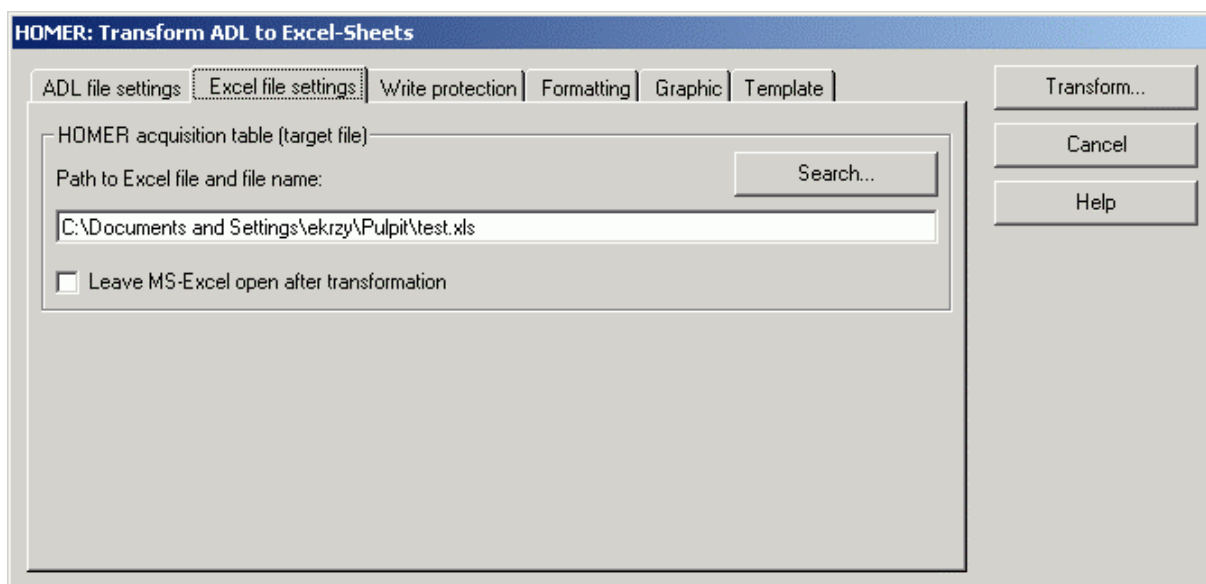 HOMER: Transform ADL to Excel-Sheets
ADL file settings Excel file settings Write protection Formatting Graphic Template
Transform...
Cancel
Help
HOMER acquisition table (target file)
Path to Excel file and file name:
Search...
C:\Documents and Settings\ekrzy\Pulpit\test.xls
Leave MS-Excel open after transformation